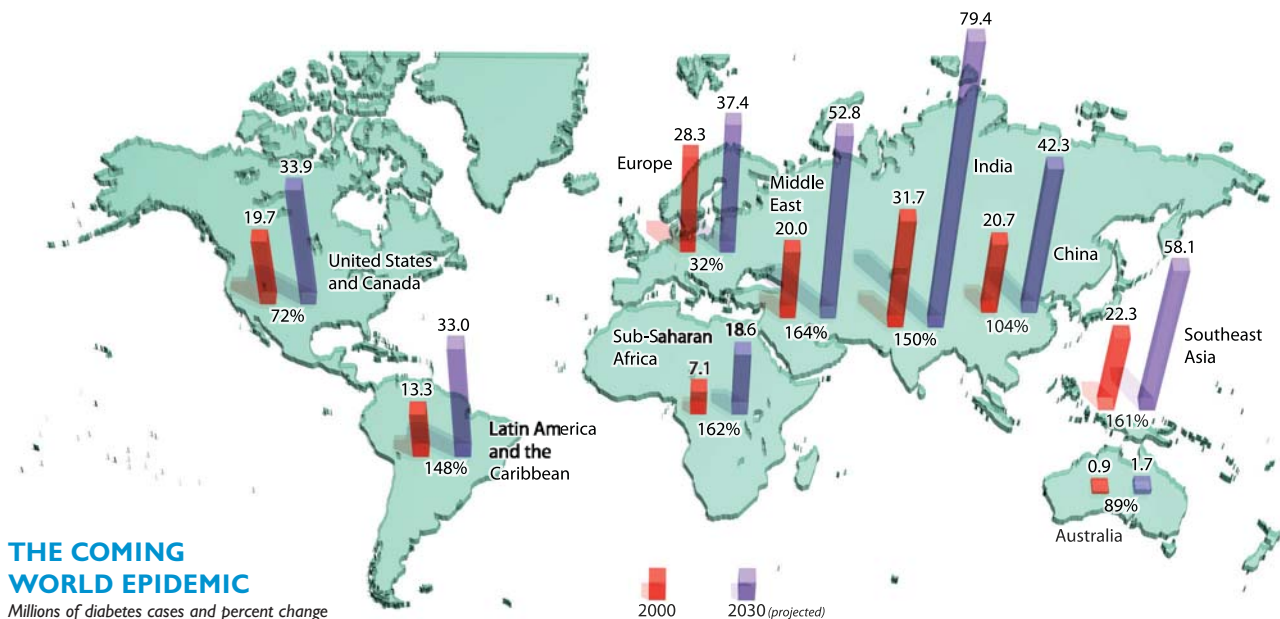 79.4
37.4
52.8
28.3
42.3
33.9
Europe
India
Middle
East
31.7
19.7
20.0
20.7
58.1
United States
and Canada
32%
China
72%
22.3
33.0
Sub-Saharan
Africa
18.6
164%
150%
104%
Southeast
Asia
7.1
13.3
162%
161%
Latin America
and the
Caribbean
148%
0.9
1.7
89%
Australia
THE COMING
WORLD EPIDEMIC
Millions of diabetes cases and percent change
2000
2030 (projected)